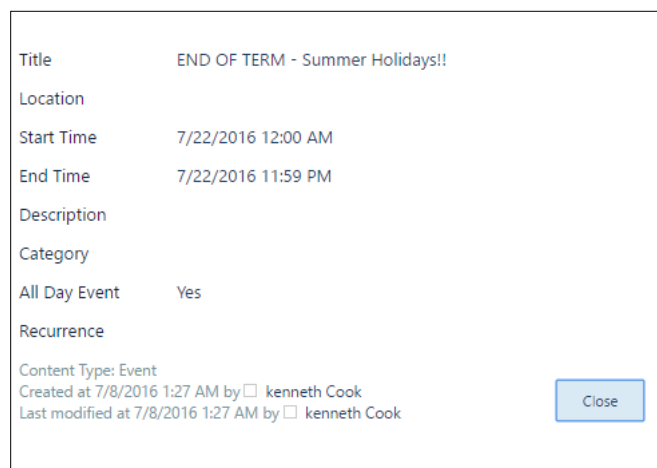 Title END OF TERM - Summer Holidays!!
Location
Start Time 7/22/2016 12:00 AM
End Time 7/22/2016 11:59 PM
Description
Category
All Day Event Yes
Recurrence
Content Type: Event
Created at 7/8/2016 1:27 AM by kenneth Cook
Last modified at 7/8/2016 1:27 AM by kenneth Cook
Close